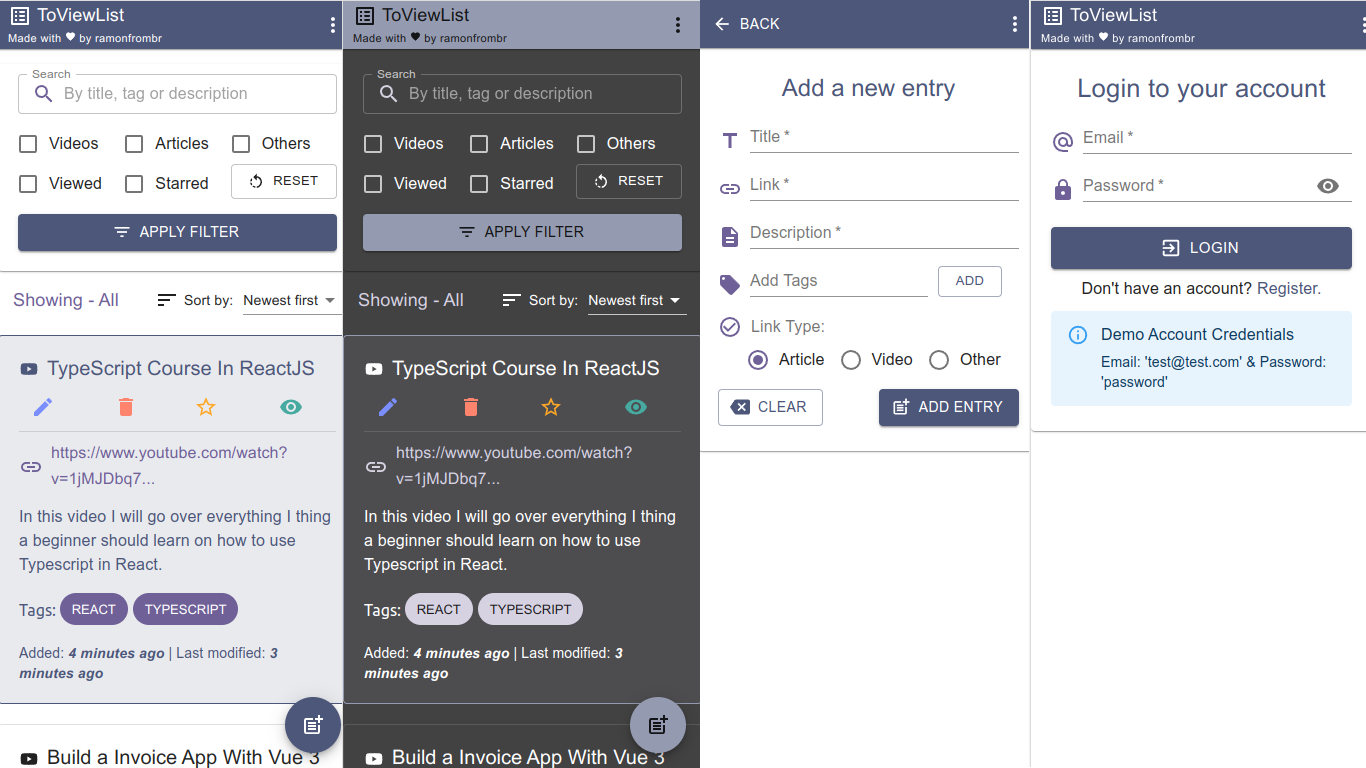 ToViewList
Made with ♥ by ramonfrombr
Search
By title, tag or description
Videos
Articles
Others
Viewed
Starred
RESET
APPLY FILTER
Showing - All
Sort by:
Newest first
TypeScript Course In ReactJS
https://www.youtube.com/watch?
v=1jMJDbq7...
In this video I will go over everything I thing
a beginner should learn on how to use
Typescript in React.
Tags:
REACT
TYPESCRIPT
Added: 4 minutes ago | Last modified: 3
minutes ago
Build a Invoice App With Vue 3
ToViewList
Made with ♥ by ramonfrombr
Search
By title, tag or description
Videos
Articles
Others
Viewed
Starred
RESET
APPLY FILTER
Showing - All
Sort by:
Newest first
TypeScript Course In ReactJS
https://www.youtube.com/watch?
v=1jMJDbq7...
In this video I will go over everything I thing
a beginner should learn on how to use
Typescript in React.
Tags:
REACT
TYPESCRIPT
Added: 4 minutes ago | Last modified: 3
minutes ago
Build a Invoice App With Vue 3
BACK
Add a new entry
Title *
Link *
Description *
Add Tags
ADD
Link Type:
Article
Video
Other
CLEAR
ADD ENTRY
ToViewList
Made with ♥ by ramonfrombr
Login to your account
Email *
Password *
LOGIN
Don't have an account? Register.
Demo Account Credentials
Email: 'test@test.com' & Password:
'password'